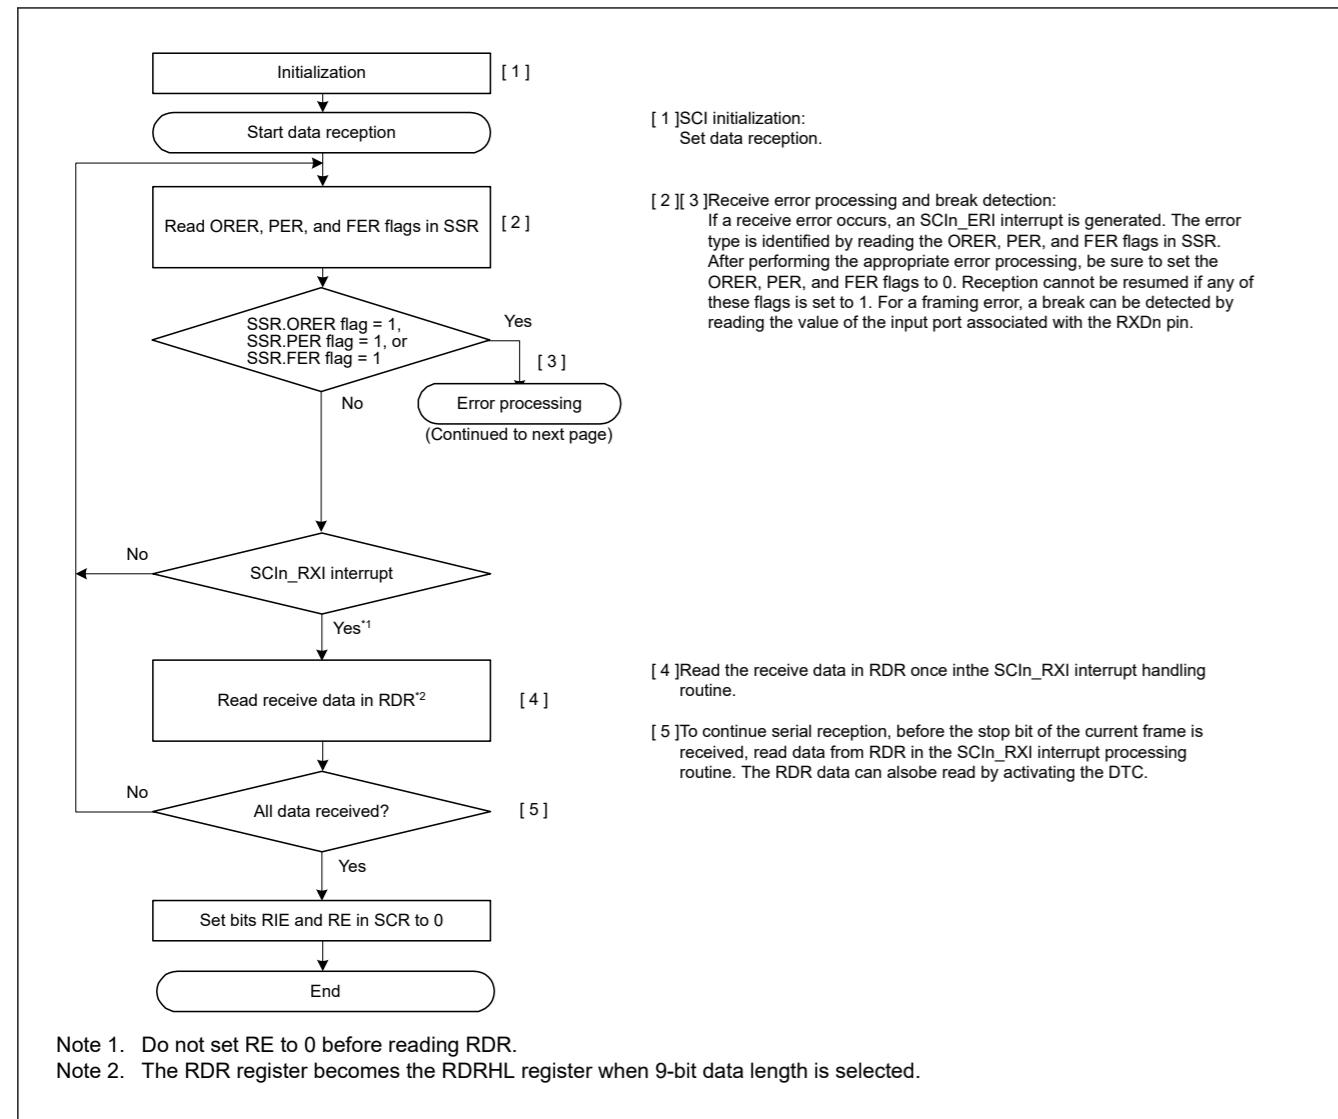 Initialization
[ 1 ]
Start data reception
[ 1 ]SCI initialization:
Set data reception.
Read ORER, PER, and FER flags in SSR
[ 2 ]
[ 2 ][ 3 ]Receive error processing and break detection:
If a receive error occurs, an SCIn_ERI interrupt is generated. The error
type is identified by reading the ORER, PER, and FER flags in SSR.
After performing the appropriate error processing, be sure to set the
ORER, PER, and FER flags to 0. Reception cannot be resumed if any of
these flags is set to 1. For a framing error, a break can be detected by
reading the value of the input port associated with the RXDn pin.
SSR.ORER flag = 1,
SSR.PER flag = 1, or
SSR.FER flag = 1
Yes
[ 3 ]
No
Error processing
(Continued to next page)
No
SCIn_RXI interrupt
Yes*1
Read receive data in RDR*2
[ 4 ]
[ 4 ]Read the receive data in RDR once inthe SCIn_RXI interrupt handling
routine.
[ 5 ]To continue serial reception, before the stop bit of the current frame is
received, read data from RDR in the SCIn_RXI interrupt processing
routine. The RDR data can alsobe read by activating the DTC.
No
All data received?
[ 5 ]
Yes
Set bits RIE and RE in SCR to 0
End
Note 1. Do not set RE to 0 before reading RDR.
Note 2. The RDR register becomes the RDRHL register when 9-bit data length is selected.